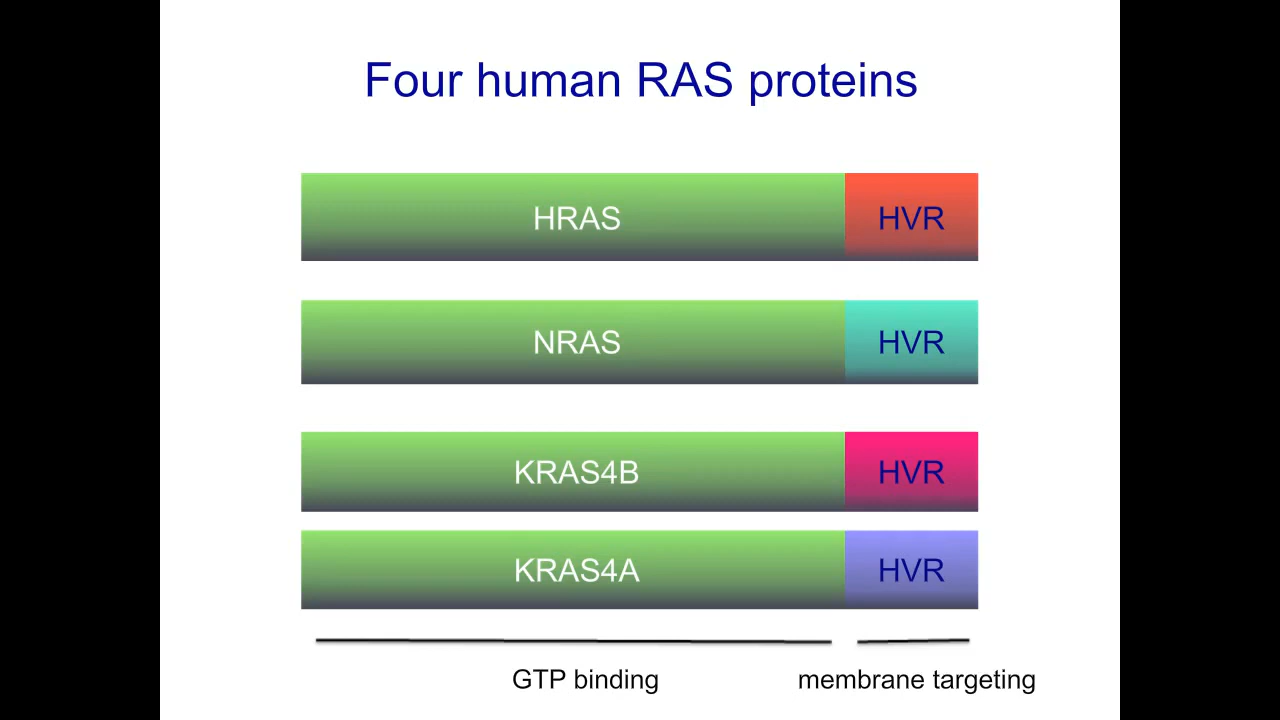 Four human RAS proteins
HRAS HVR
NRAS HVR
KRAS4B HVR
KRAS4A HVR
GTP binding membrane targeting